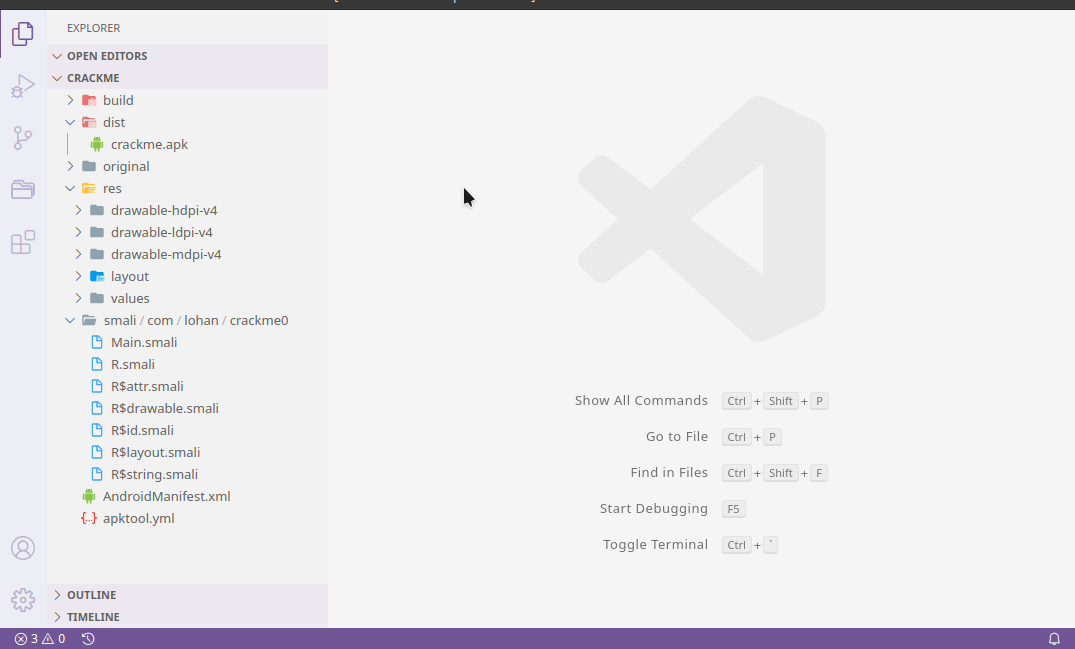 EXPLORER
OPEN EDITORS
CRACKME
build
dist
crackme.apk
original
res
drawable-hdpi-v4
drawable-ldpi-v4
drawable-mdpi-v4
layout
values
smali / com / lohan / crackme0
Main.smali
R.smali
R$attr.smali
R$drawable.smali
R$id.smali
R$layout.smali
R$string.smali
AndroidManifest.xml
apktool.yml
OUTLINE
TIMELINE
Show All Commands Ctrl + Shift + P
Go to File Ctrl + P
Find in Files Ctrl + Shift + F
Start Debugging F5
Toggle Terminal Ctrl + `
3 0